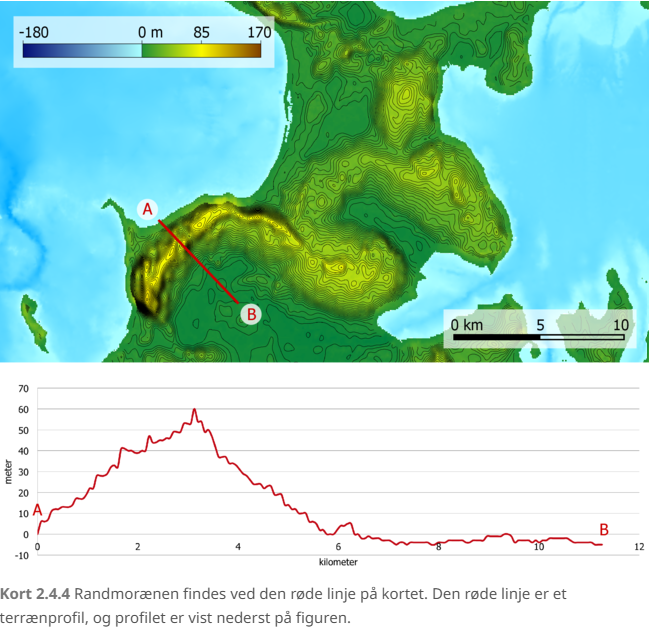 -180 0 m 85 170
A
B
0 km 5 10
70
60
50
40
30
20
10
0
-10
meter
A
B
0 2 4 6 8 10 12
kilometer
Kort 2.4.4 Randmorænen findes ved den røde linje på kortet. Den røde linje er et
terrænprofil, og profilet er vist nederst på figuren.